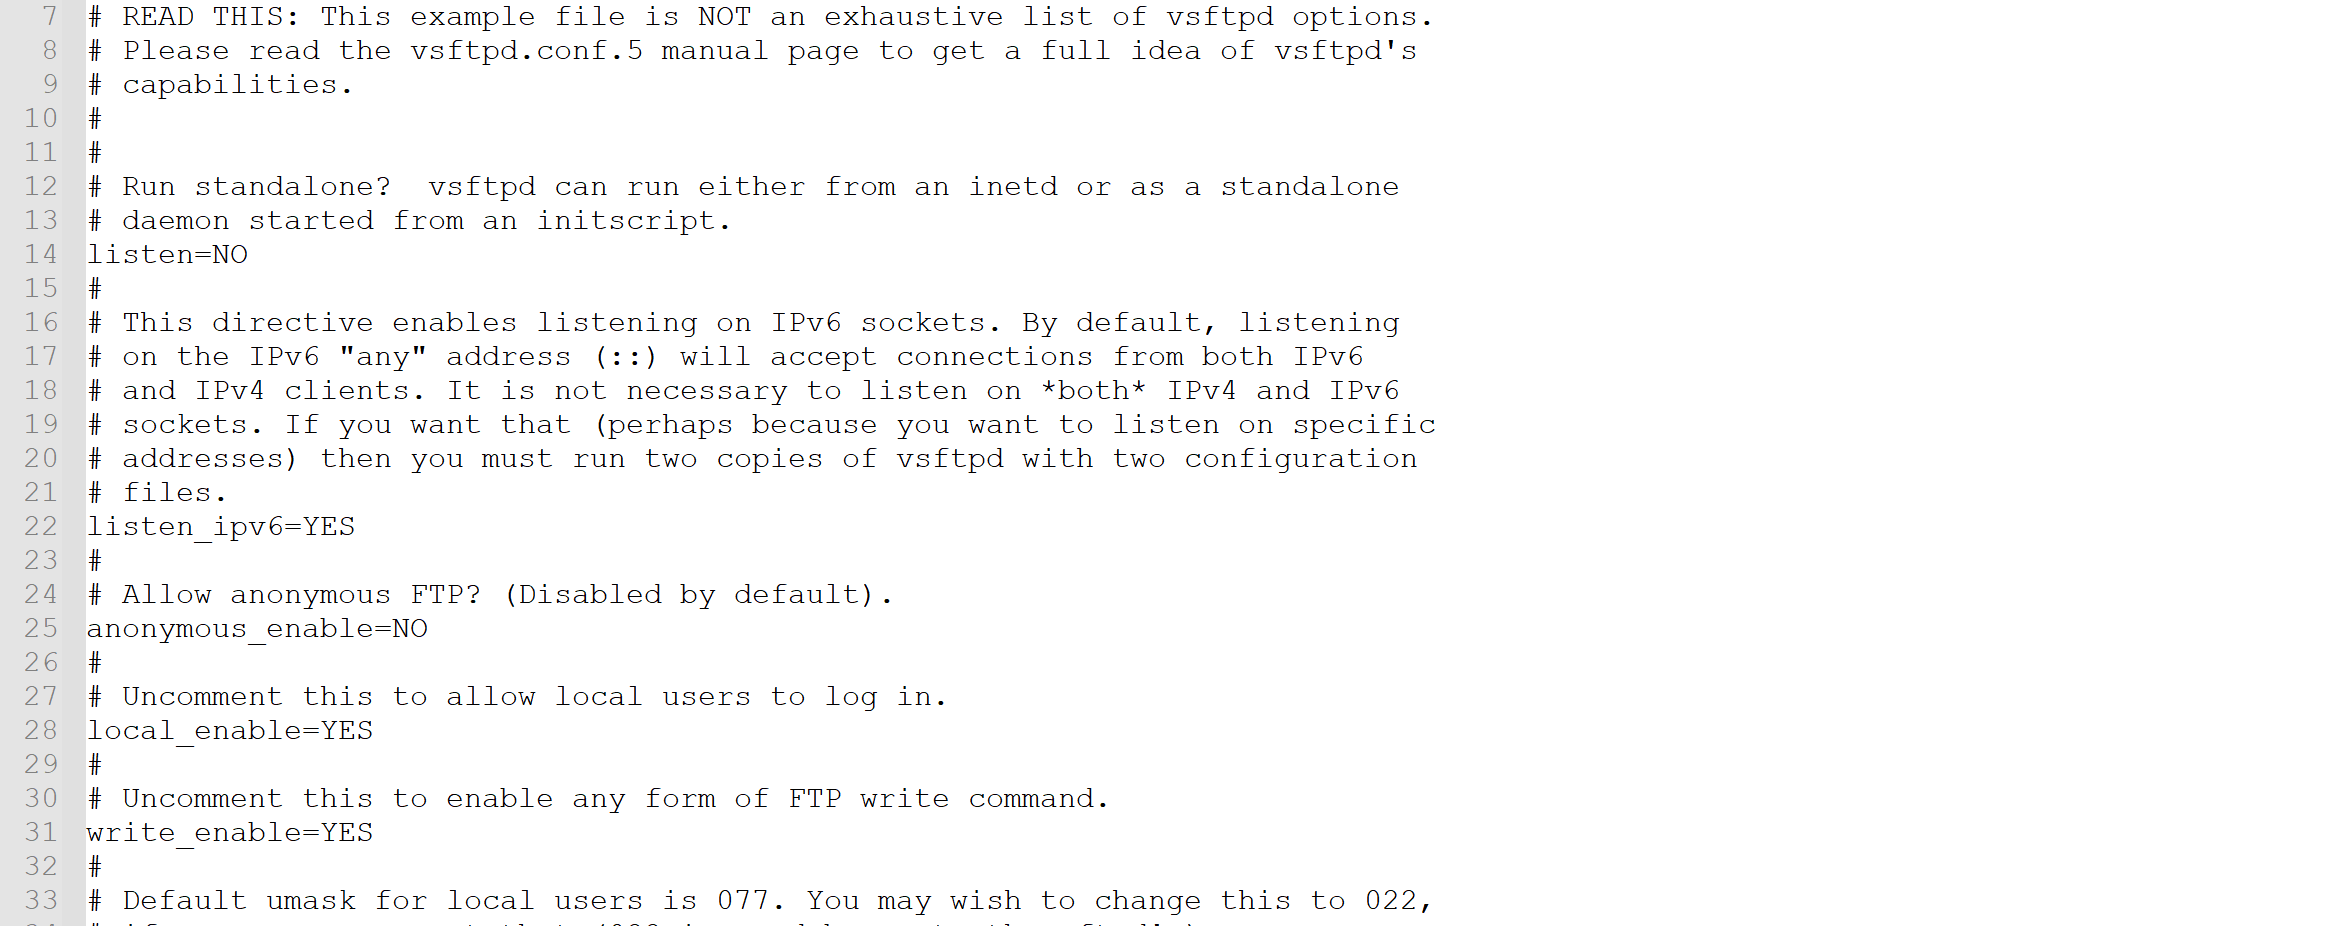 7 # READ THIS: This example file is NOT an exhaustive list of vsftpd options.
8 # Please read the vsftpd.conf.5 manual page to get a full idea of vsftpd's
9 # capabilities.
10 #
11 #
12 # Run standalone?  vsftpd can run either from an inetd or as a standalone
13 # daemon started from an initscript.
14 listen=NO
15 #
16 # This directive enables listening on IPv6 sockets. By default, listening
17 # on the IPv6 "any" address (::) will accept connections from both IPv6
18 # and IPv4 clients. It is not necessary to listen on *both* IPv4 and IPv6
19 # sockets. If you want that (perhaps because you want to listen on specific
20 # addresses) then you must run two copies of vsftpd with two configuration
21 # files.
22 listen_ipv6=YES
23 #
24 # Allow anonymous FTP? (Disabled by default).
25 anonymous_enable=NO
26 #
27 # Uncomment this to allow local users to log in.
28 local_enable=YES
29 #
30 # Uncomment this to enable any form of FTP write command.
31 write_enable=YES
32 #
33 # Default umask for local users is 077. You may wish to change this to 022,